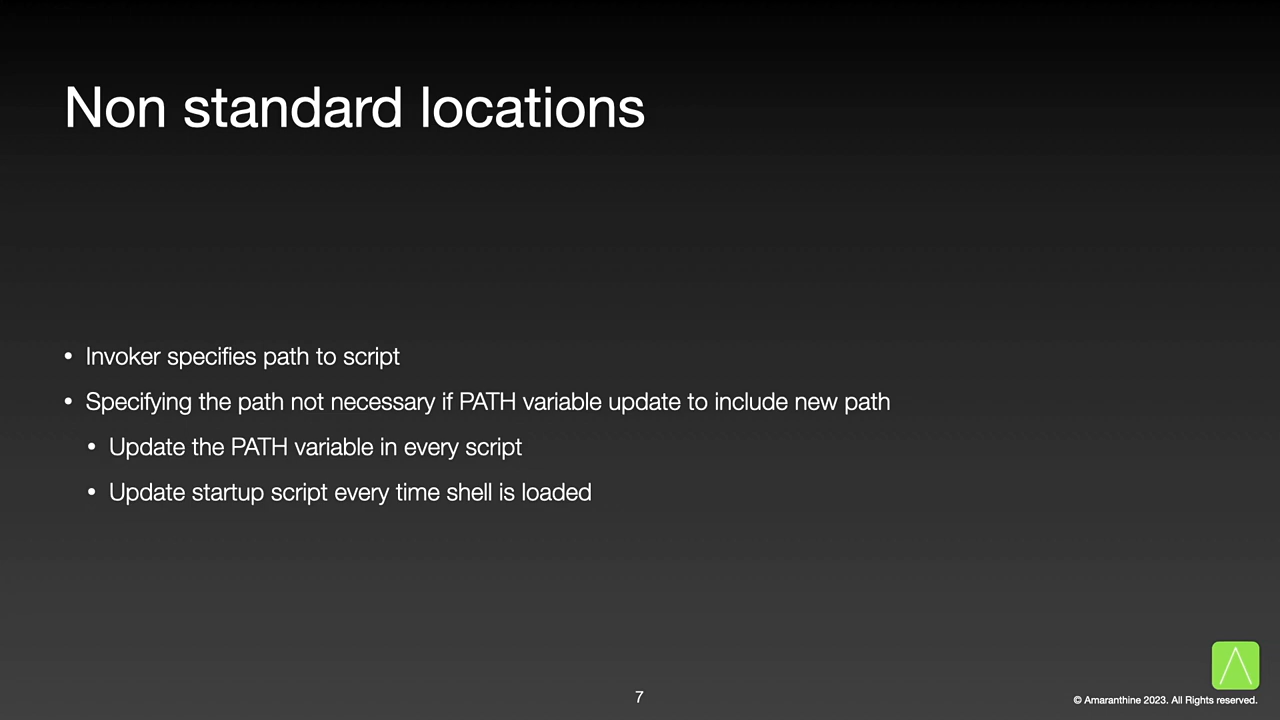 Non standard locations
• Invoker specifies path to script
• Specifying the path not necessary if PATH variable update to include new path
• Update the PATH variable in every script
• Update startup script every time shell is loaded
7
© Amaranthine 2023. All Rights reserved.